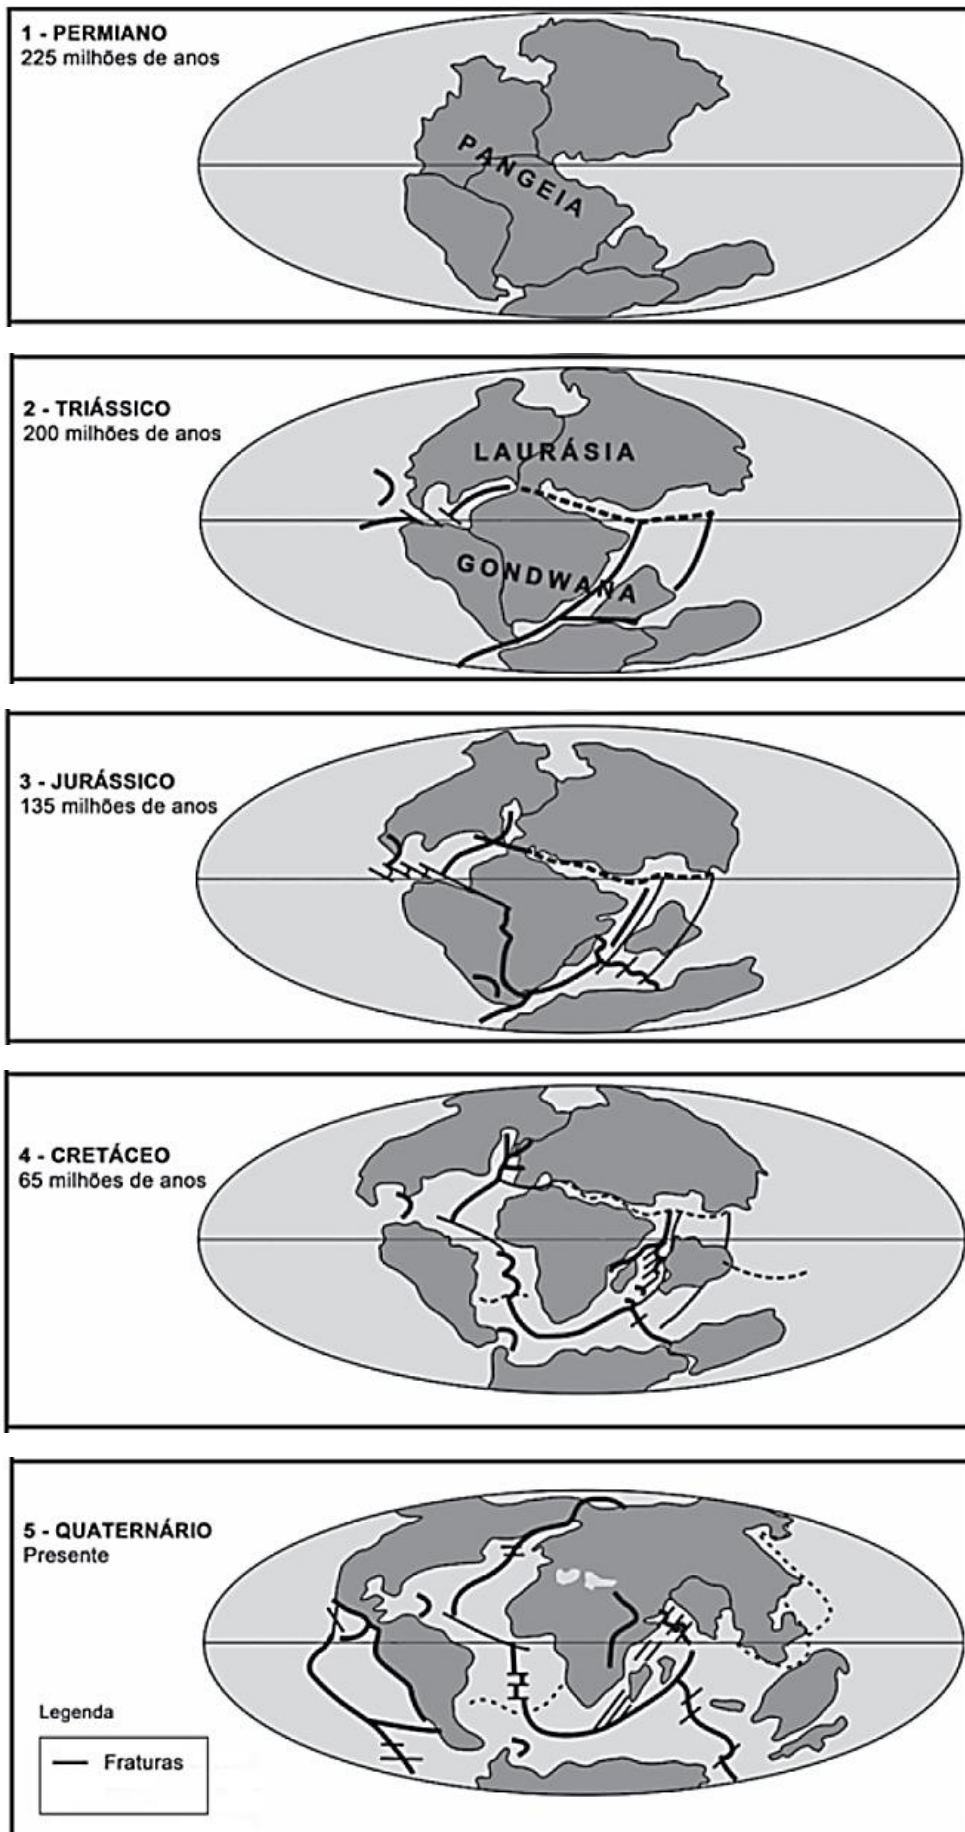 1 - PERMIANO
225 milhões de anos
PANGEIA
2 - TRIÁSSICO
200 milhões de anos
LAURÁSIA
GONDWANA
3 - JURÁSSICO
135 milhões de anos
4 - CRETÁCEO
65 milhões de anos
5 - QUATERNÁRIO
Presente
Legenda
Fraturas